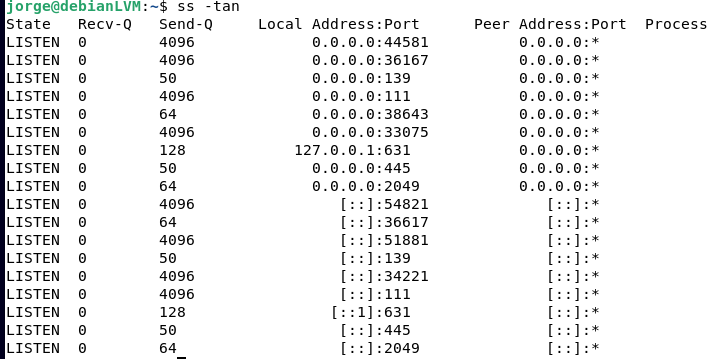 jorge@debianLVM:~$ ss -tan
State   Recv-Q   Send-Q     Local Address:Port      Peer Address:Port  Process
LISTEN  0        4096             0.0.0.0:44581          0.0.0.0:*
LISTEN  0        4096             0.0.0.0:36167          0.0.0.0:*
LISTEN  0        50               0.0.0.0:139            0.0.0.0:*
LISTEN  0        4096             0.0.0.0:111            0.0.0.0:*
LISTEN  0        64               0.0.0.0:38643          0.0.0.0:*
LISTEN  0        4096             0.0.0.0:33075          0.0.0.0:*
LISTEN  0        128            127.0.0.1:631            0.0.0.0:*
LISTEN  0        50               0.0.0.0:445            0.0.0.0:*
LISTEN  0        64               0.0.0.0:2049           0.0.0.0:*
LISTEN  0        4096                [::]:54821             [::]:*
LISTEN  0        64                  [::]:36617             [::]:*
LISTEN  0        4096                [::]:51881             [::]:*
LISTEN  0        50                  [::]:139               [::]:*
LISTEN  0        4096                [::]:34221             [::]:*
LISTEN  0        4096                [::]:111               [::]:*
LISTEN  0        128                [::1]:631               [::]:*
LISTEN  0        50                  [::]:445               [::]:*
LISTEN  0        64                  [::]:2049              [::]:*